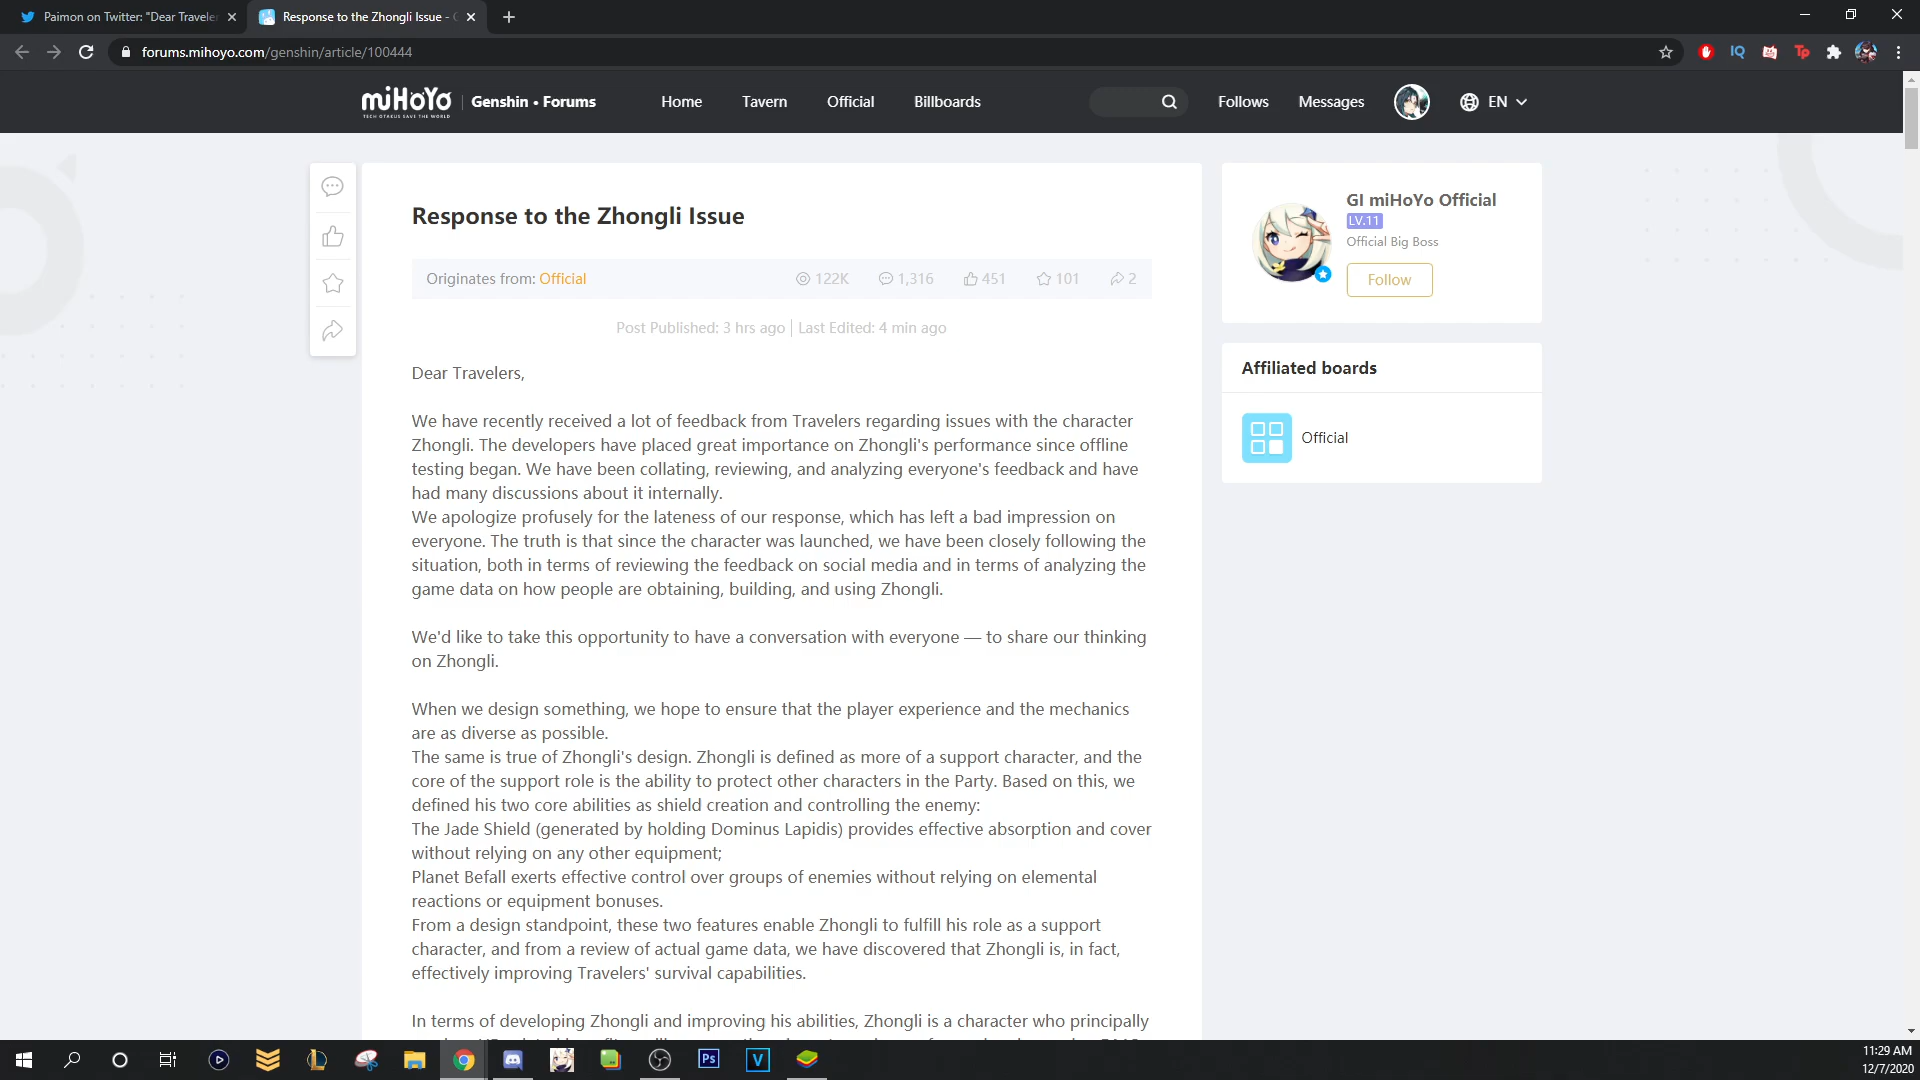 Paimon on Twitter: "Dear Traveler
Response to the Zhongli Issue -
forums.mihoyo.com/genshin/article/100444
miHoYo
TECH OTAKUS SAVE THE WORLD
Genshin • Forums
Home
Tavern
Official
Billboards
Follows
Messages
EN
Response to the Zhongli Issue
Originates from: Official
122K
1,316
451
101
2
Post Published: 3 hrs ago | Last Edited: 4 min ago
Dear Travelers,
We have recently received a lot of feedback from Travelers regarding issues with the character
Zhongli. The developers have placed great importance on Zhongli's performance since offline
testing began. We have been collating, reviewing, and analyzing everyone's feedback and have
had many discussions about it internally.
We apologize profusely for the lateness of our response, which has left a bad impression on
everyone. The truth is that since the character was launched, we have been closely following the
situation, both in terms of reviewing the feedback on social media and in terms of analyzing the
game data on how people are obtaining, building, and using Zhongli.
We'd like to take this opportunity to have a conversation with everyone — to share our thinking
on Zhongli.
When we design something, we hope to ensure that the player experience and the mechanics
are as diverse as possible.
The same is true of Zhongli's design. Zhongli is defined as more of a support character, and the
core of the support role is the ability to protect other characters in the Party. Based on this, we
defined his two core abilities as shield creation and controlling the enemy:
The Jade Shield (generated by holding Dominus Lapidis) provides effective absorption and cover
without relying on any other equipment;
Planet Befall exerts effective control over groups of enemies without relying on elemental
reactions or equipment bonuses.
From a design standpoint, these two features enable Zhongli to fulfill his role as a support
character, and from a review of actual game data, we have discovered that Zhongli is, in fact,
effectively improving Travelers' survival capabilities.
In terms of developing Zhongli and improving his abilities, Zhongli is a character who principally
GI miHoYo Official
LV.11
Official Big Boss
Follow
Affiliated boards
Official
IQ
Tp
Ps
V
11:29 AM
12/7/2020